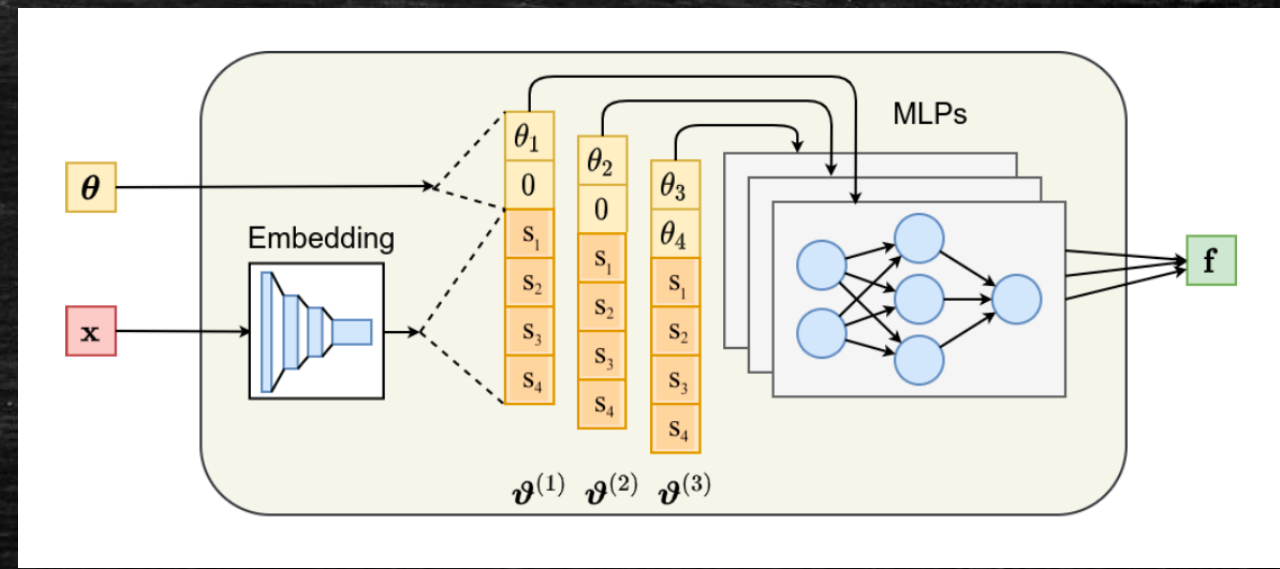 MLPs
θ
Embedding
x
θ₁
0
s₁
s₂
s₃
s₄
θ₂
0
s₁
s₂
s₃
s₄
θ₃
θ₄
s₁
s₂
s₃
s₄
f
ϑ⁽¹⁾ ϑ⁽²⁾ ϑ⁽³⁾